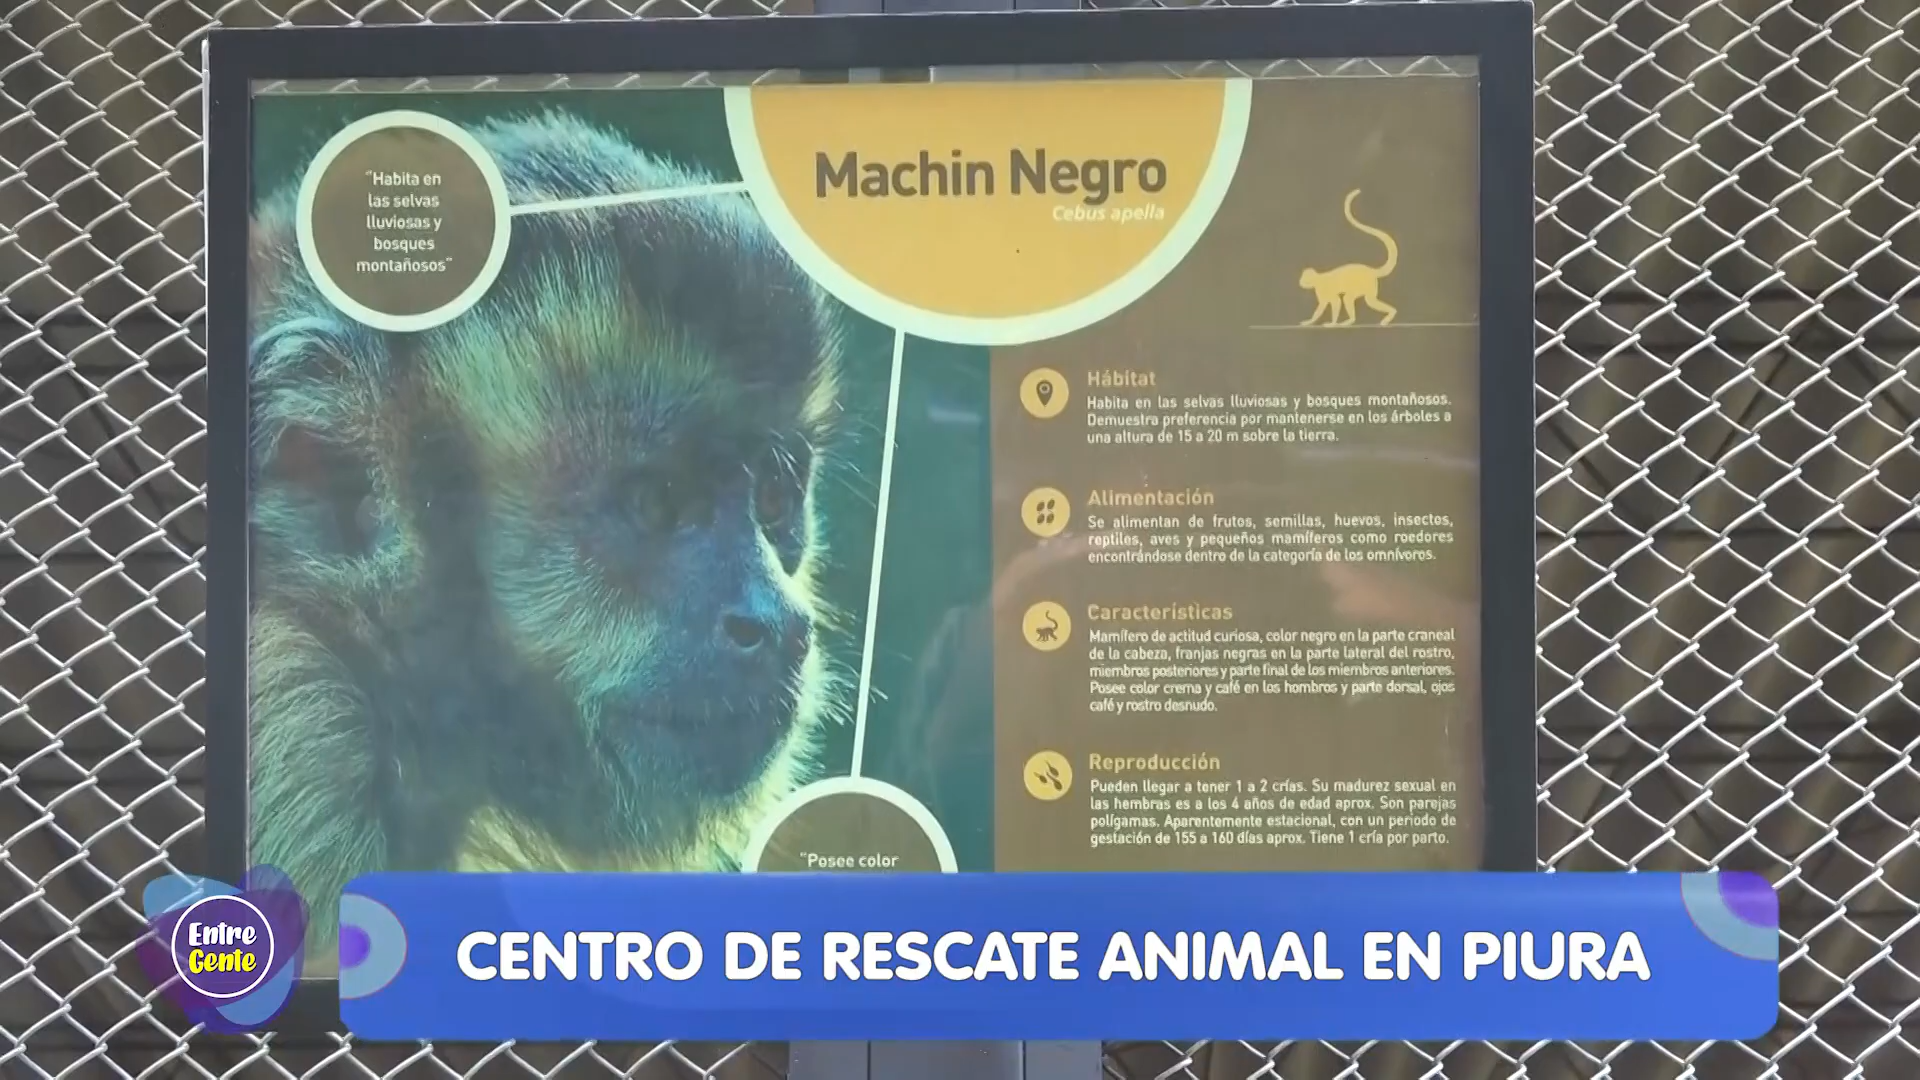 "Habita en
las selvas
lluviosas y
bosques
montañosos"
Machin Negro
Cebus apella
Hábitat
Habita en las selvas lluviosas y bosques montañosos.
Demuestra preferencia por mantenerse en los árboles a
una altura de 15 a 20 m sobre la tierra.
Alimentación
Se alimentan de frutos, semillas, huevos, insectos,
reptiles, aves y pequeños mamíferos como roedores
encontrándose dentro de la categoría de los omnívoros.
Características
Mamífero de actitud curiosa, color negro en la parte craneal
de la cabeza, franjas negras en la parte lateral del rostro,
miembros posteriores y parte final de los miembros anteriores.
Posee color crema y café en los hombros y parte dorsal, ojos
café y rostro desnudo.
Reproducción
Pueden llegar a tener 1 a 2 crías. Su madurez sexual en
las hembras es a los 4 años de edad aprox. Son parejas
polígamas. Aparentemente estacional, con un periodo de
gestación de 155 a 160 días aprox. Tiene 1 cría por parto.
"Posee color
Entre
Gente
CENTRO DE RESCATE ANIMAL EN PIURA